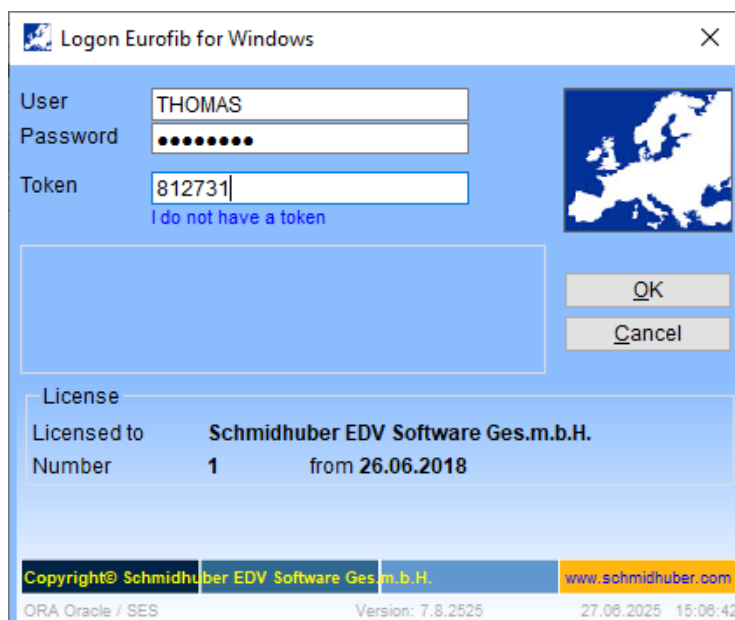 Logon Eurofib for Windows
User THOMAS
Password ●●●●●●●●
Token 812731
I do not have a token
OK
Cancel
License
Licensed to Schmidhuber EDV Software Ges.m.b.H.
Number 1 from 26.06.2018
Copyright© Schmidhuber EDV Software Ges.m.b.H. www.schmidhuber.com
ORA Oracle / SES Version: 7.8.2525 27.06.2025 15:06:42